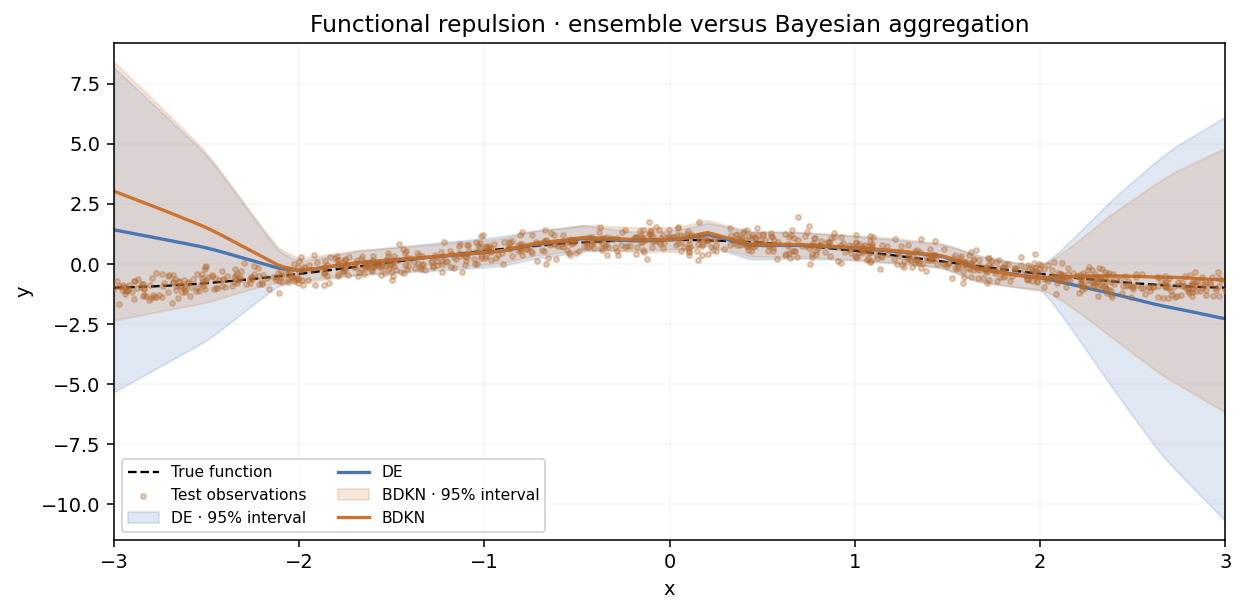 Functional repulsion · ensemble versus Bayesian aggregation
y
7.5
5.0
2.5
0.0
−2.5
−5.0
−7.5
−10.0
True function
Test observations
DE · 95% interval
DE
BDKN · 95% interval
BDKN
−3
−2
−1
0
1
2
3
x